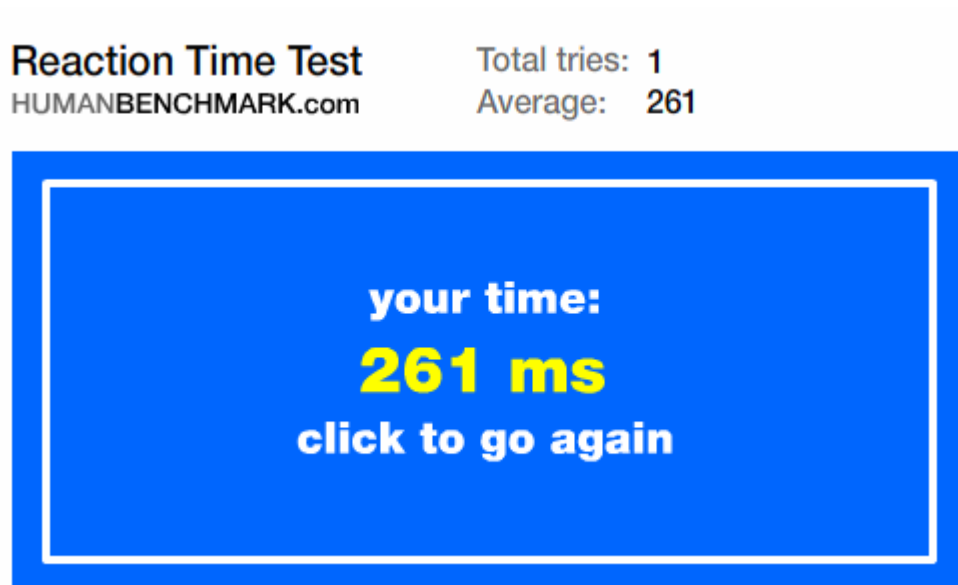 Reaction Time Test
HUMANBENCHMARK.com
Total tries: 1
Average: 261
your time:
261 ms
click to go again